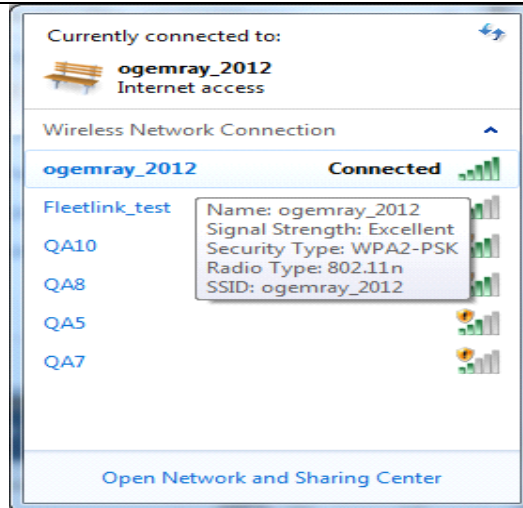 Currently connected to:
ogemray_2012
Internet access
Wireless Network Connection
ogemray_2012 Connected
Fleetlink_test
Name: ogemray_2012
Signal Strength: Excellent
Security Type: WPA2-PSK
Radio Type: 802.11n
SSID: ogemray_2012
QA10
QA8
QA5
QA7
Open Network and Sharing Center